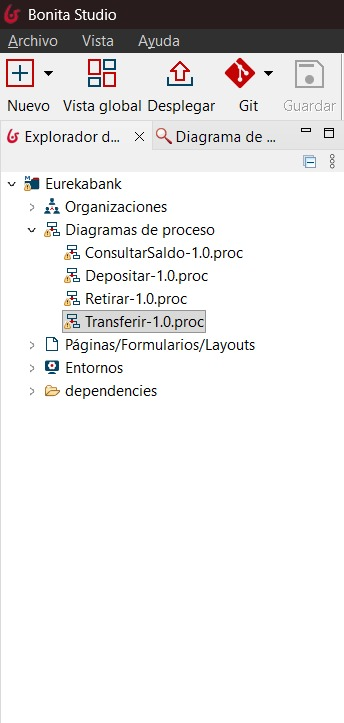 Bonita Studio
Archivo Vista Ayuda
Nuevo Vista global Desplegar Git Guardar
Explorador d... Diagrama de ...
Eurekabank
Organizaciones
Diagramas de proceso
ConsultarSaldo-1.0.proc
Depositar-1.0.proc
Retirar-1.0.proc
Transferir-1.0.proc
Páginas/Formularios/Layouts
Entornos
dependencies